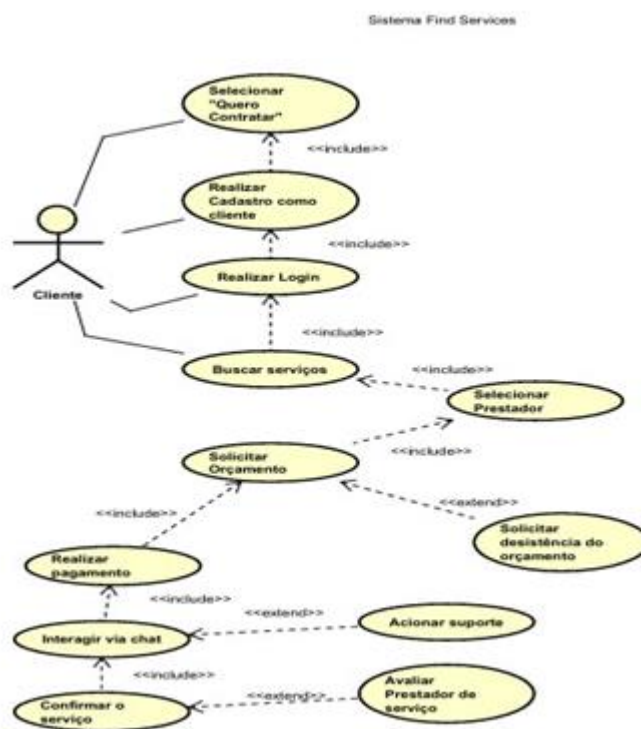 Sistema Find Services
Selecionar
"Quero
Contratar"
<<include>>
Realizar
Cadastro como
cliente
<<include>>
Realizar Login
Cliente
<<include>>
Buscar serviços
<<include>>
Selecionar
Prestador
<<include>>
Solicitar
Orçamento
<<extend>>
<<include>>
Solicitar
desistência do
orçamento
Realizar
pagamento
<<include>>
<<extend>>
Interagir via chat
Acionar suporte
<<include>>
<<extend>>
Avaliar
Prestador de
serviço
Confirmar o
serviço